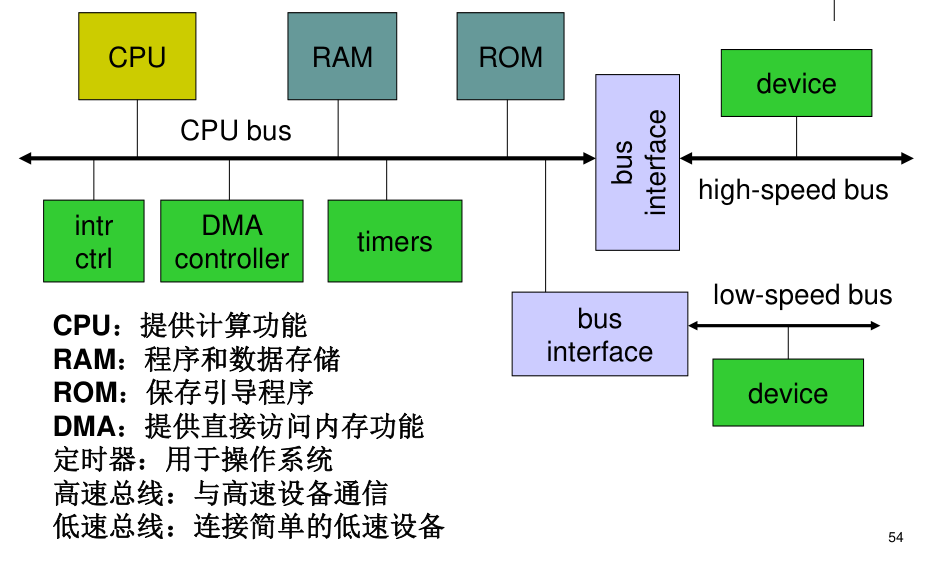 CPU
RAM
ROM
device
CPU bus
bus
interface
high-speed bus
intr
ctrl
DMA
controller
timers
low-speed bus
bus
interface
device
CPU：提供计算功能
RAM：程序和数据存储
ROM：保存引导程序
DMA：提供直接访问内存功能
定时器：用于操作系统
高速总线：与高速设备通信
低速总线：连接简单的低速设备
54